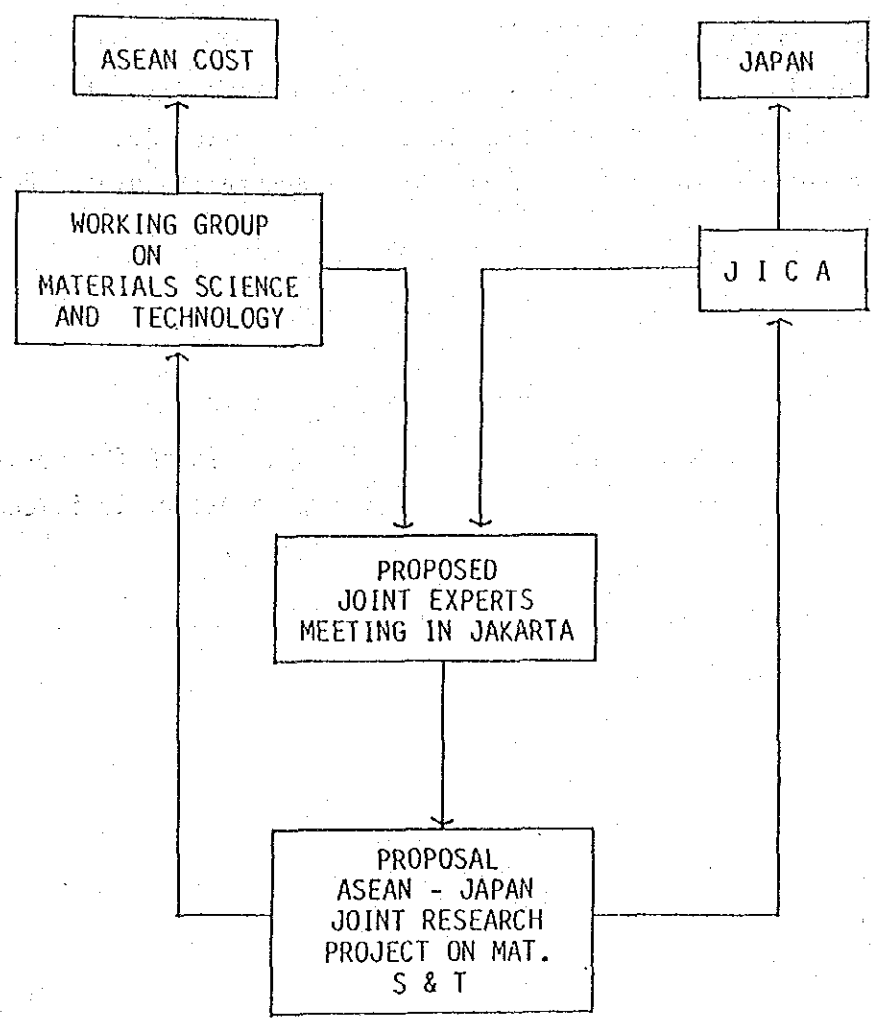 ASEAN COST
JAPAN
WORKING GROUP
ON
MATERIALS SCIENCE
AND TECHNOLOGY
J I C A
PROPOSED
JOINT EXPERTS
MEETING IN JAKARTA
PROPOSAL
ASEAN - JAPAN
JOINT RESEARCH
PROJECT ON MAT.
S & T